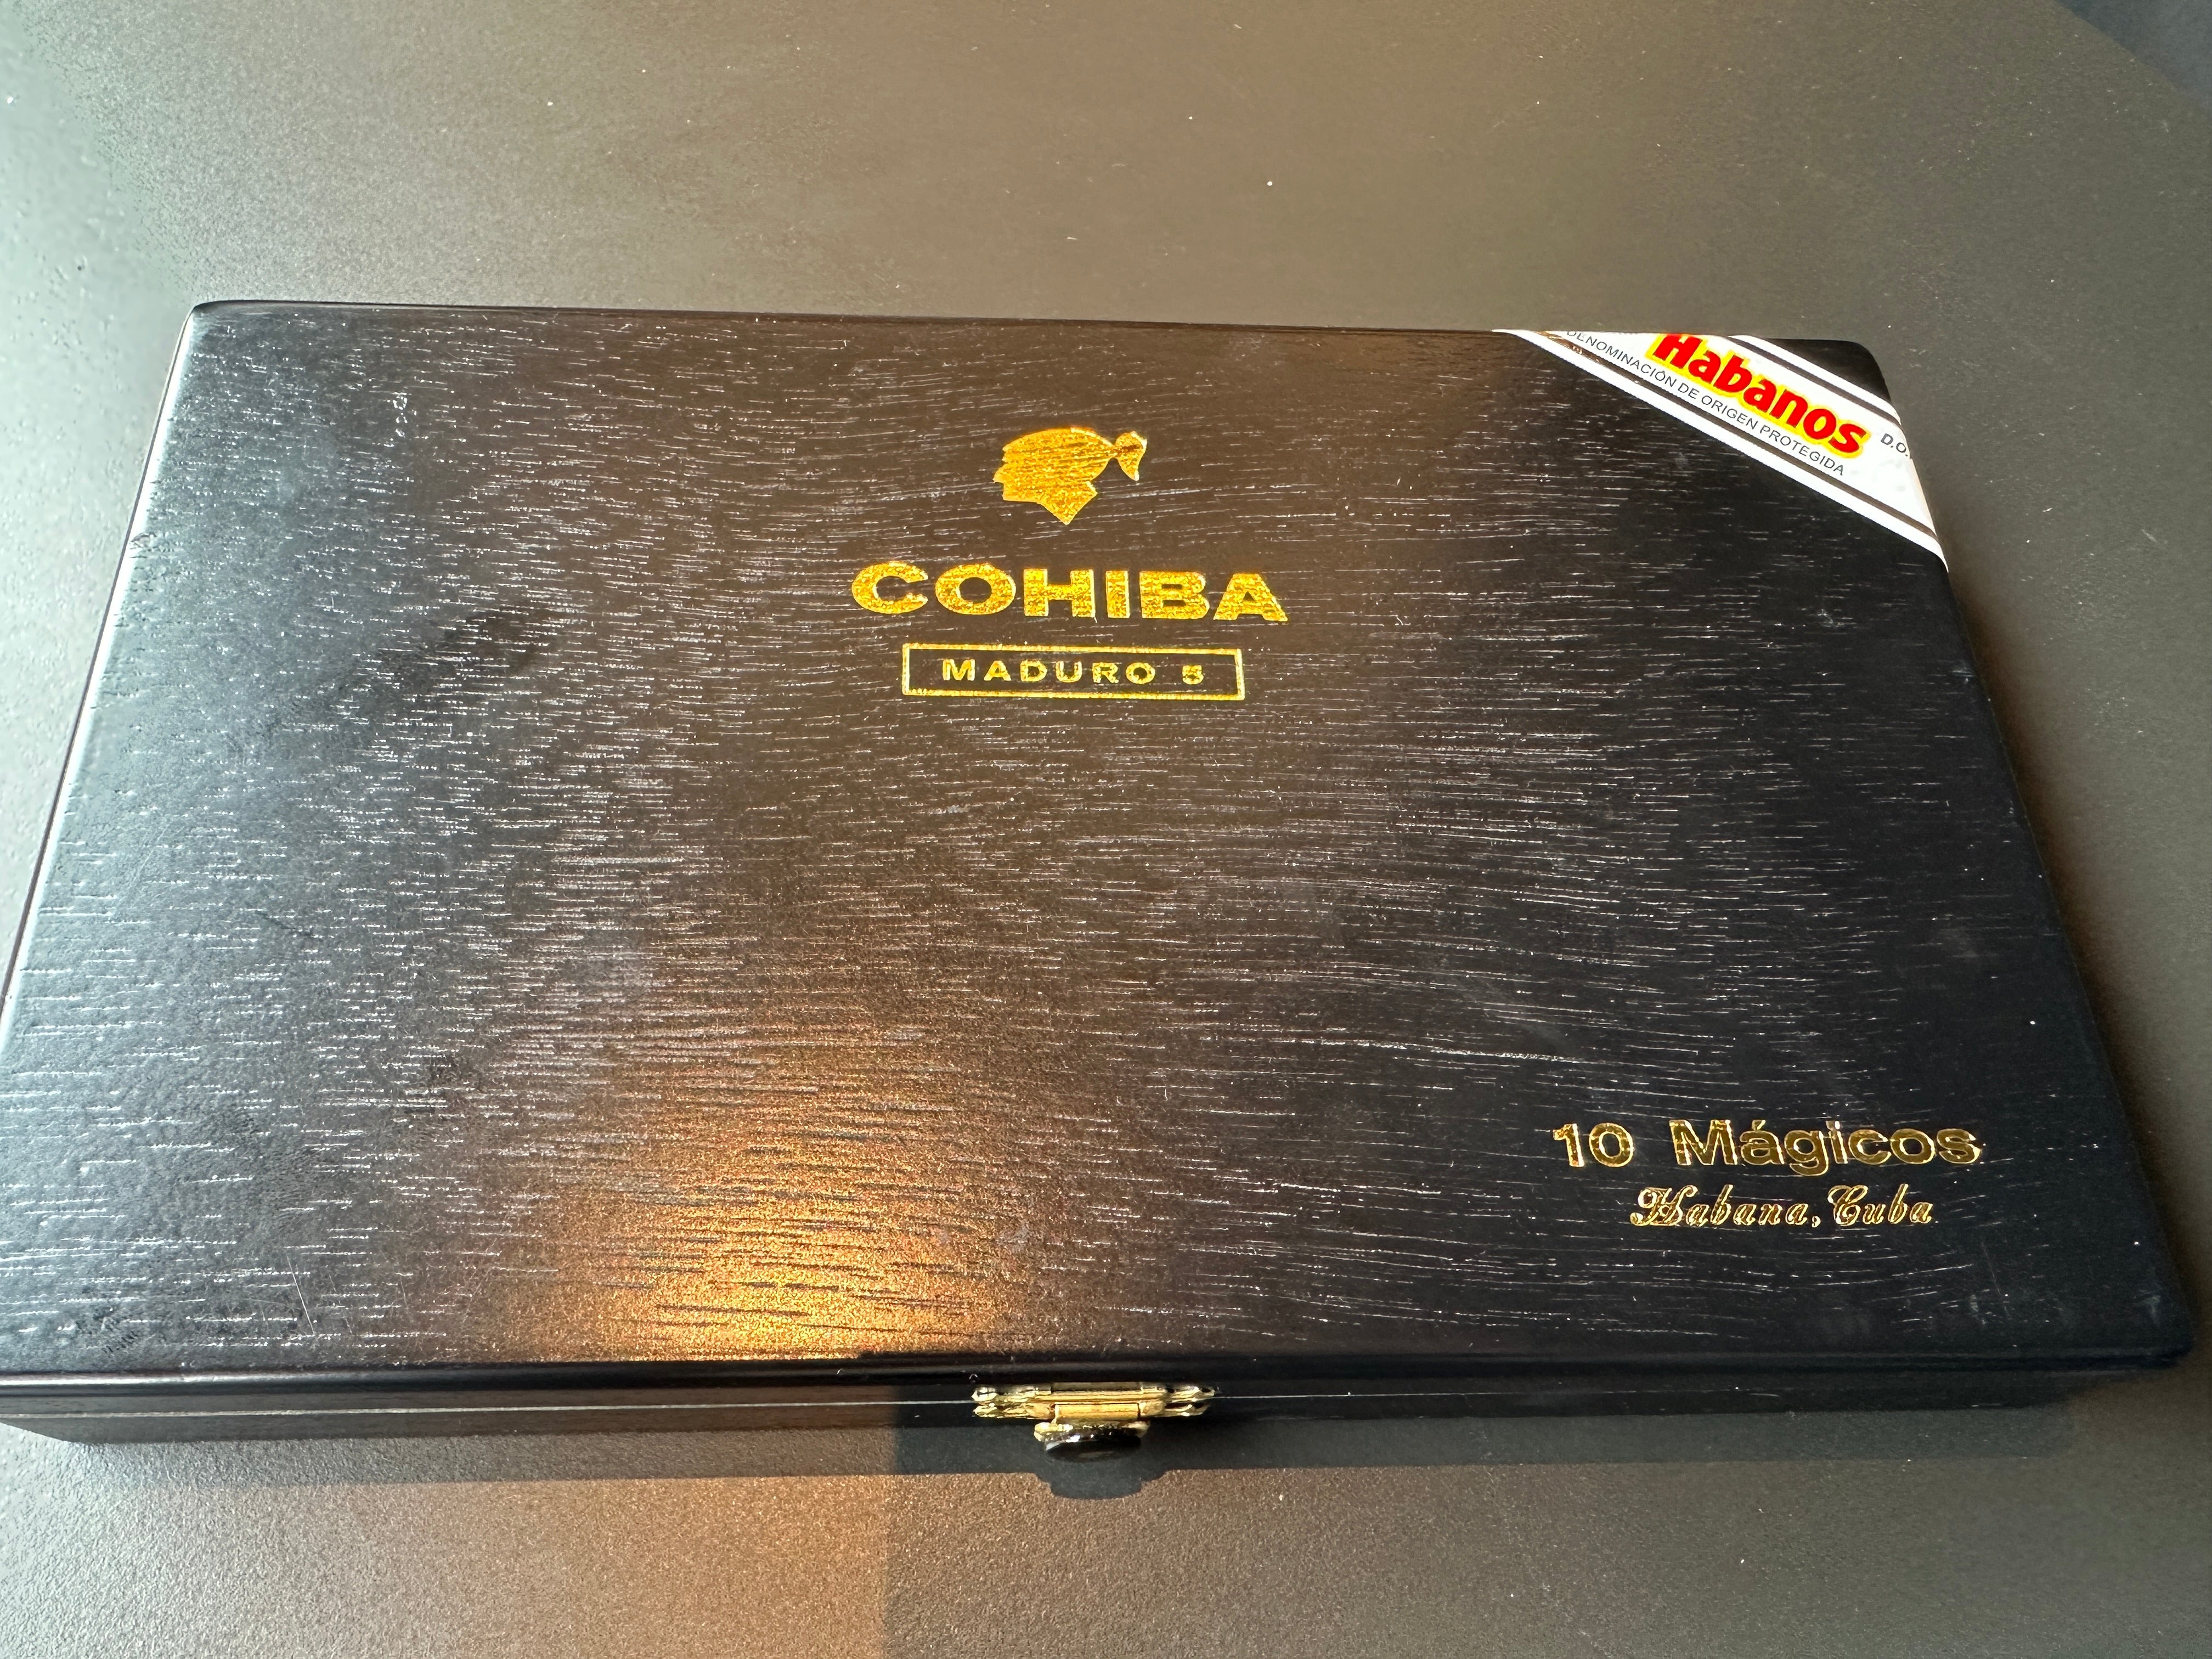 Habanos
D.O.
DENOMINACIÓN DE ORIGEN PROTEGIDA
COHIBA
MADURO 5
10 Mágicos
Habana, Cuba